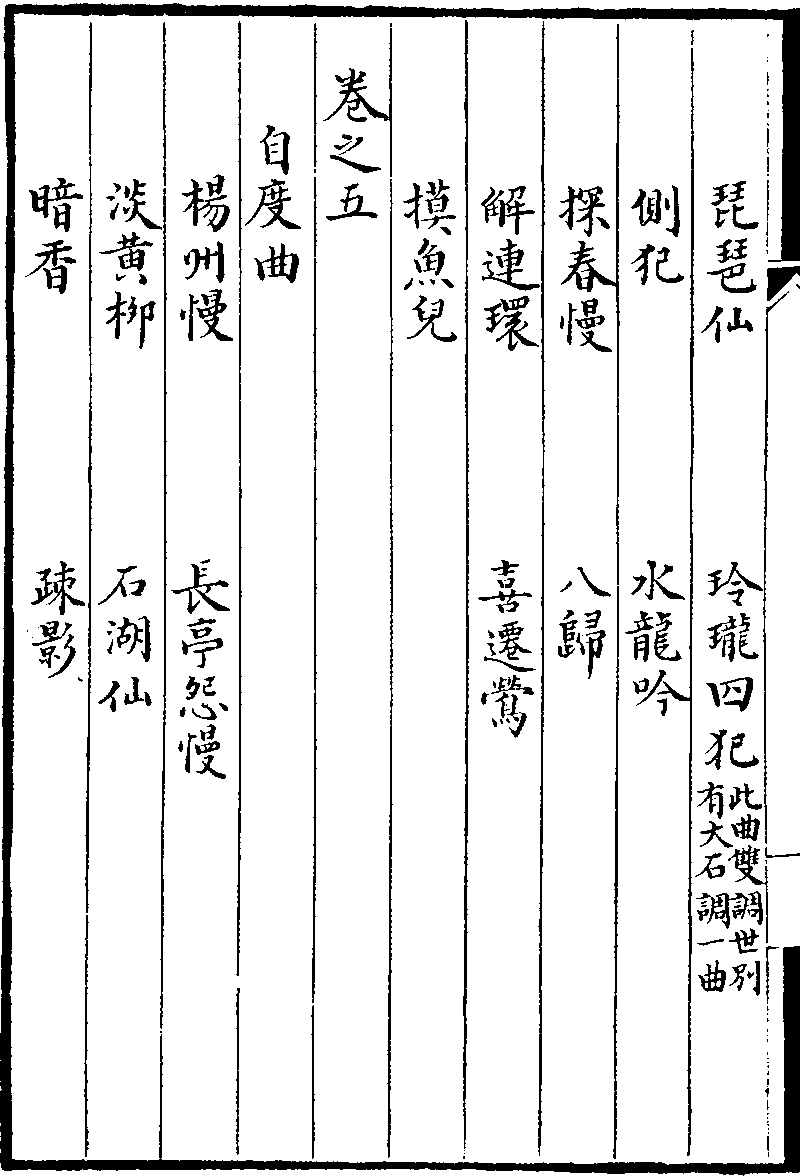 琵琶仙　玲瓏四犯此曲雙調世別有大石調一曲
側犯　水龍吟
探春慢　八歸
解連環　喜遷鶯
摸魚兒
卷之五
自度曲
楊州慢　長亭怨慢
淡黃柳　石湖仙
暗香　疎影